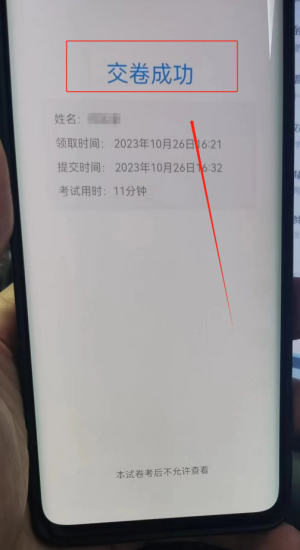 交卷成功
姓名：
领取时间： 2023年10月26日16:21
提交时间： 2023年10月26日16:32
考试用时： 11分钟
本试卷考后不允许查看